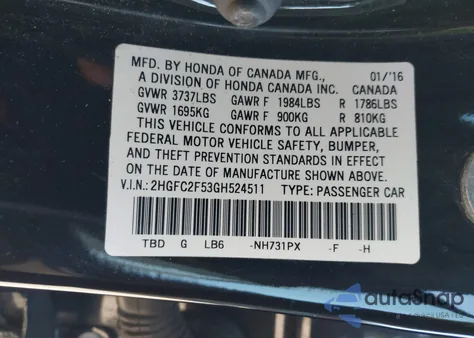 MFD. BY HONDA OF CANADA MFG., 01/'16
A DIVISION OF HONDA CANADA INC. CANADA
GVWR 3737LBS GAWR F 1984LBS R 1786LBS
GVWR 1695KG GAWR F 900KG R 810KG
THIS VEHICLE CONFORMS TO ALL APPLICABLE
FEDERAL MOTOR VEHICLE SAFETY, BUMPER,
AND THEFT PREVENTION STANDARDS IN EFFECT
ON THE DATE OF MANUFACTURE SHOWN ABOVE.
V.I.N.: 2HGFC2F53GH524511 TYPE: PASSENGER CAR
TBD G LB6 -NH731PX -F -H
autoSnap